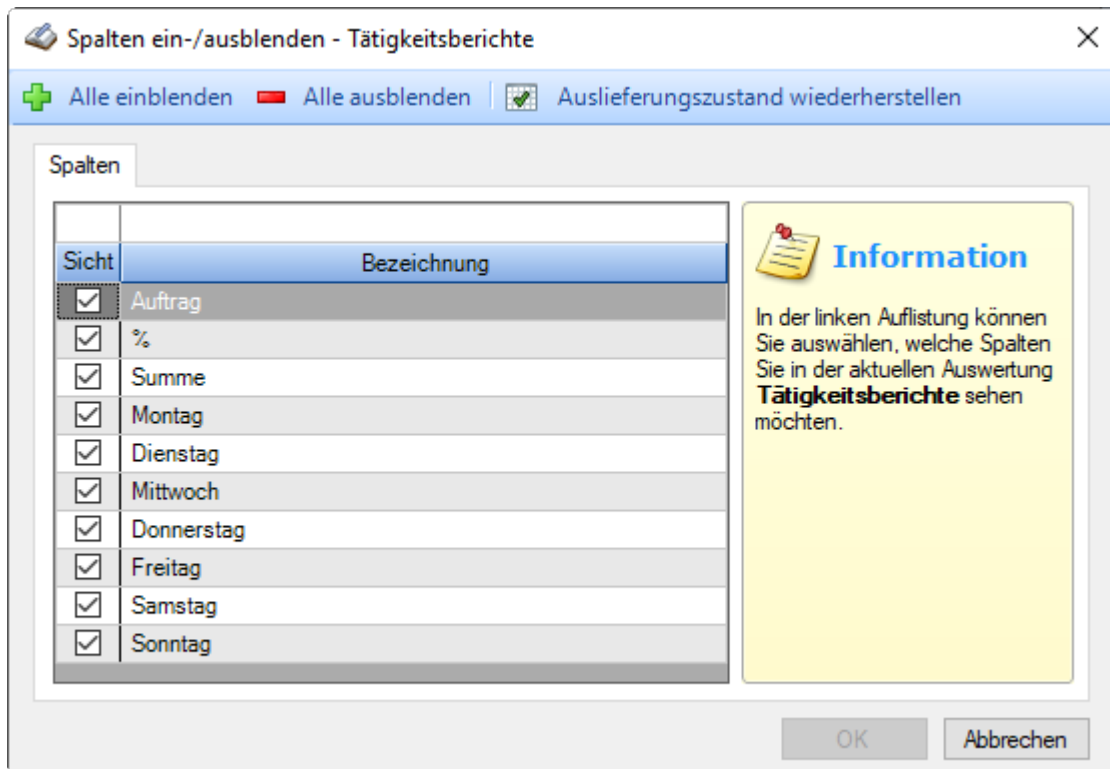 Spalten ein-/ausblenden - Tätigkeitsberichte
Alle einblenden Alle ausblenden Auslieferungszustand wiederherstellen
Spalten
Sicht Bezeichnung
Auftrag
%
Summe
Montag
Dienstag
Mittwoch
Donnerstag
Freitag
Samstag
Sonntag
Information
In der linken Auflistung können
Sie auswählen, welche Spalten
Sie in der aktuellen Auswertung
Tätigkeitsberichte sehen
möchten.
OK Abbrechen